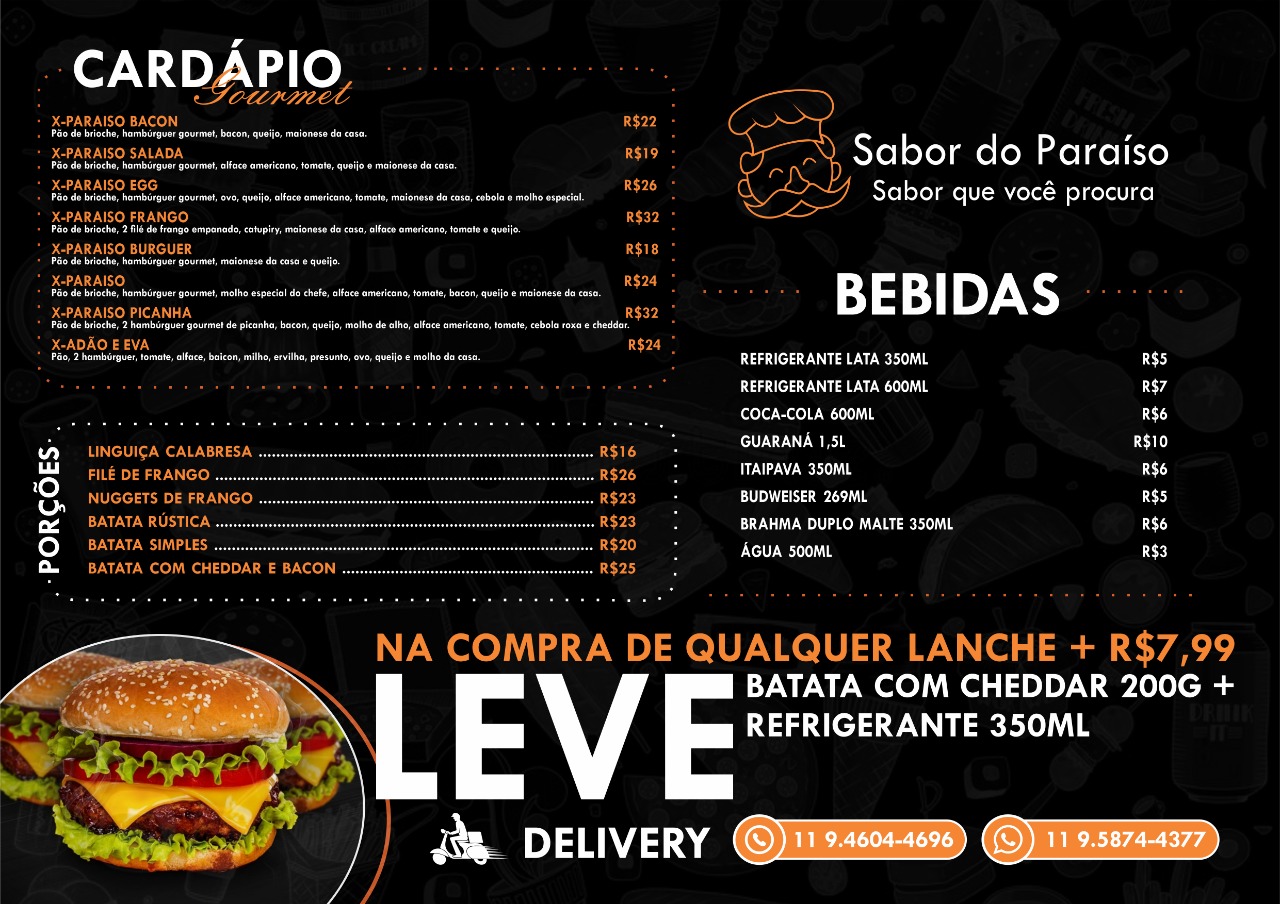 CARDÁPIO
Gourmet
X-PARAISO BACON R$22
Pão de brioche, hambúrguer gourmet, bacon, queijo, maionese da casa.
X-PARAISO SALADA R$19
Pão de brioche, hambúrguer gourmet, alface americano, tomate, queijo e maionese da casa.
X-PARAISO EGG R$26
Pão de brioche, hambúrguer gourmet, ovo, queijo, alface americano, tomate, maionese da casa, cebola e molho especial.
X-PARAISO FRANGO R$32
Pão de brioche, 2 filé de frango empanado, catupiry, maionese da casa, alface americano, tomate e queijo.
X-PARAISO BURGUER R$18
Pão de brioche, hambúrguer gourmet, maionese da casa e queijo.
X-PARAISO R$24
Pão de brioche, hambúrguer gourmet, molho especial do chefe, alface americano, tomate, bacon, queijo e maionese da casa.
X-PARAISO PICANHA R$32
Pão de brioche, 2 hambúrguer gourmet de picanha, bacon, queijo, molho de alho, alface americano, tomate, cebola roxa e cheddar.
X-ADÃO E EVA R$24
Pão, 2 hambúrguer, tomate, alface, baicon, milho, ervilha, presunto, ovo, queijo e molho da casa.
PORÇÕES
LINGUIÇA CALABRESA R$16
FILÉ DE FRANGO R$26
NUGGETS DE FRANGO R$23
BATATA RÚSTICA R$23
BATATA SIMPLES R$20
BATATA COM CHEDDAR E BACON R$25
Sabor do Paraíso
Sabor que você procura
BEBIDAS
REFRIGERANTE LATA 350ML R$5
REFRIGERANTE LATA 600ML R$7
COCA-COLA 600ML R$6
GUARANÁ 1,5L R$10
ITAIPAVA 350ML R$6
BUDWEISER 269ML R$5
BRAHMA DUPLO MALTE 350ML R$6
ÁGUA 500ML R$3
NA COMPRA DE QUALQUER LANCHE + R$7,99
LEVE
BATATA COM CHEDDAR 200G +
REFRIGERANTE 350ML
DELIVERY
11 9.4604-4696
11 9.5874-4377